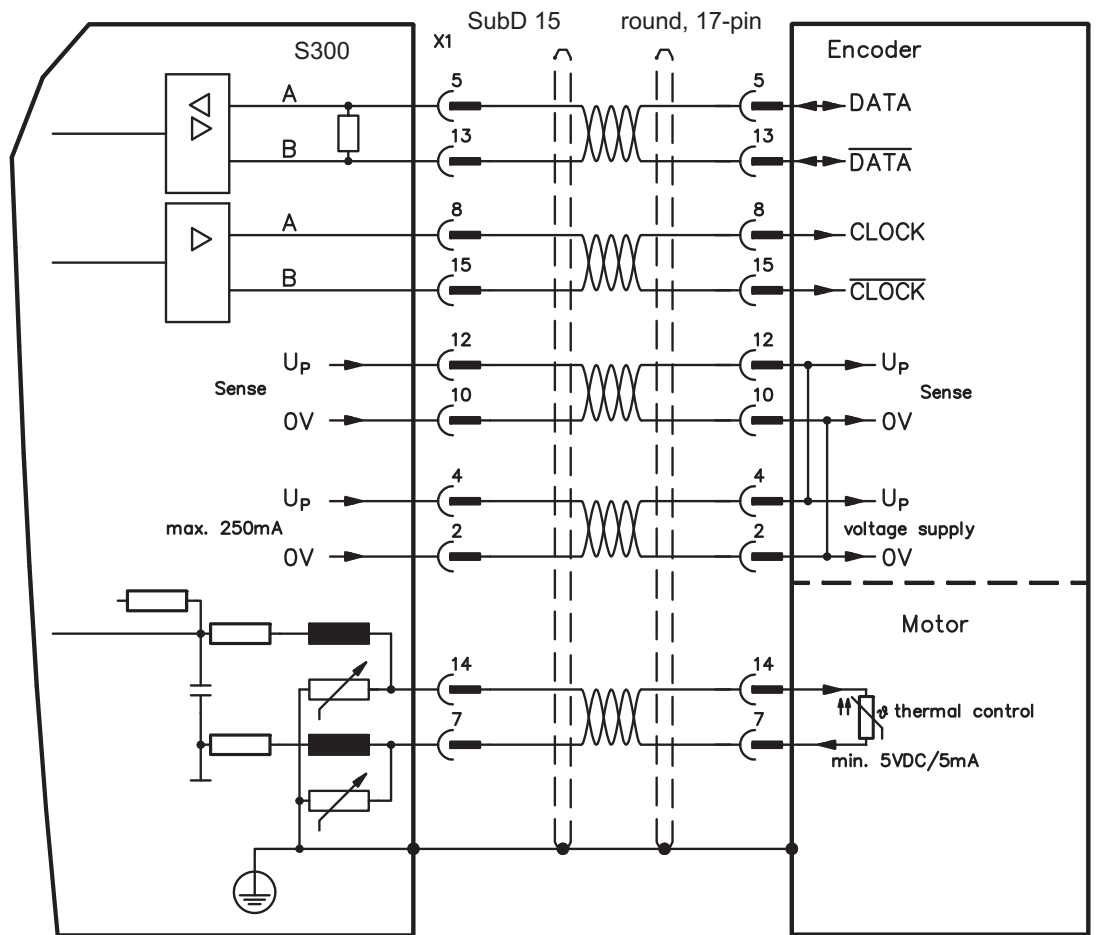 SubD 15 round, 17-pin
S300 X1 Encoder
A 5 5 DATA
B 13 13 DATA
A 8 8 CLOCK
B 15 15 CLOCK
UP 12 12 UP
Sense Sense
0V 10 10 0V
UP 4 4 UP
max. 250mA voltage supply
0V 2 2 0V
Motor
14 14
ϑ thermal control
7 7
min. 5VDC/5mA